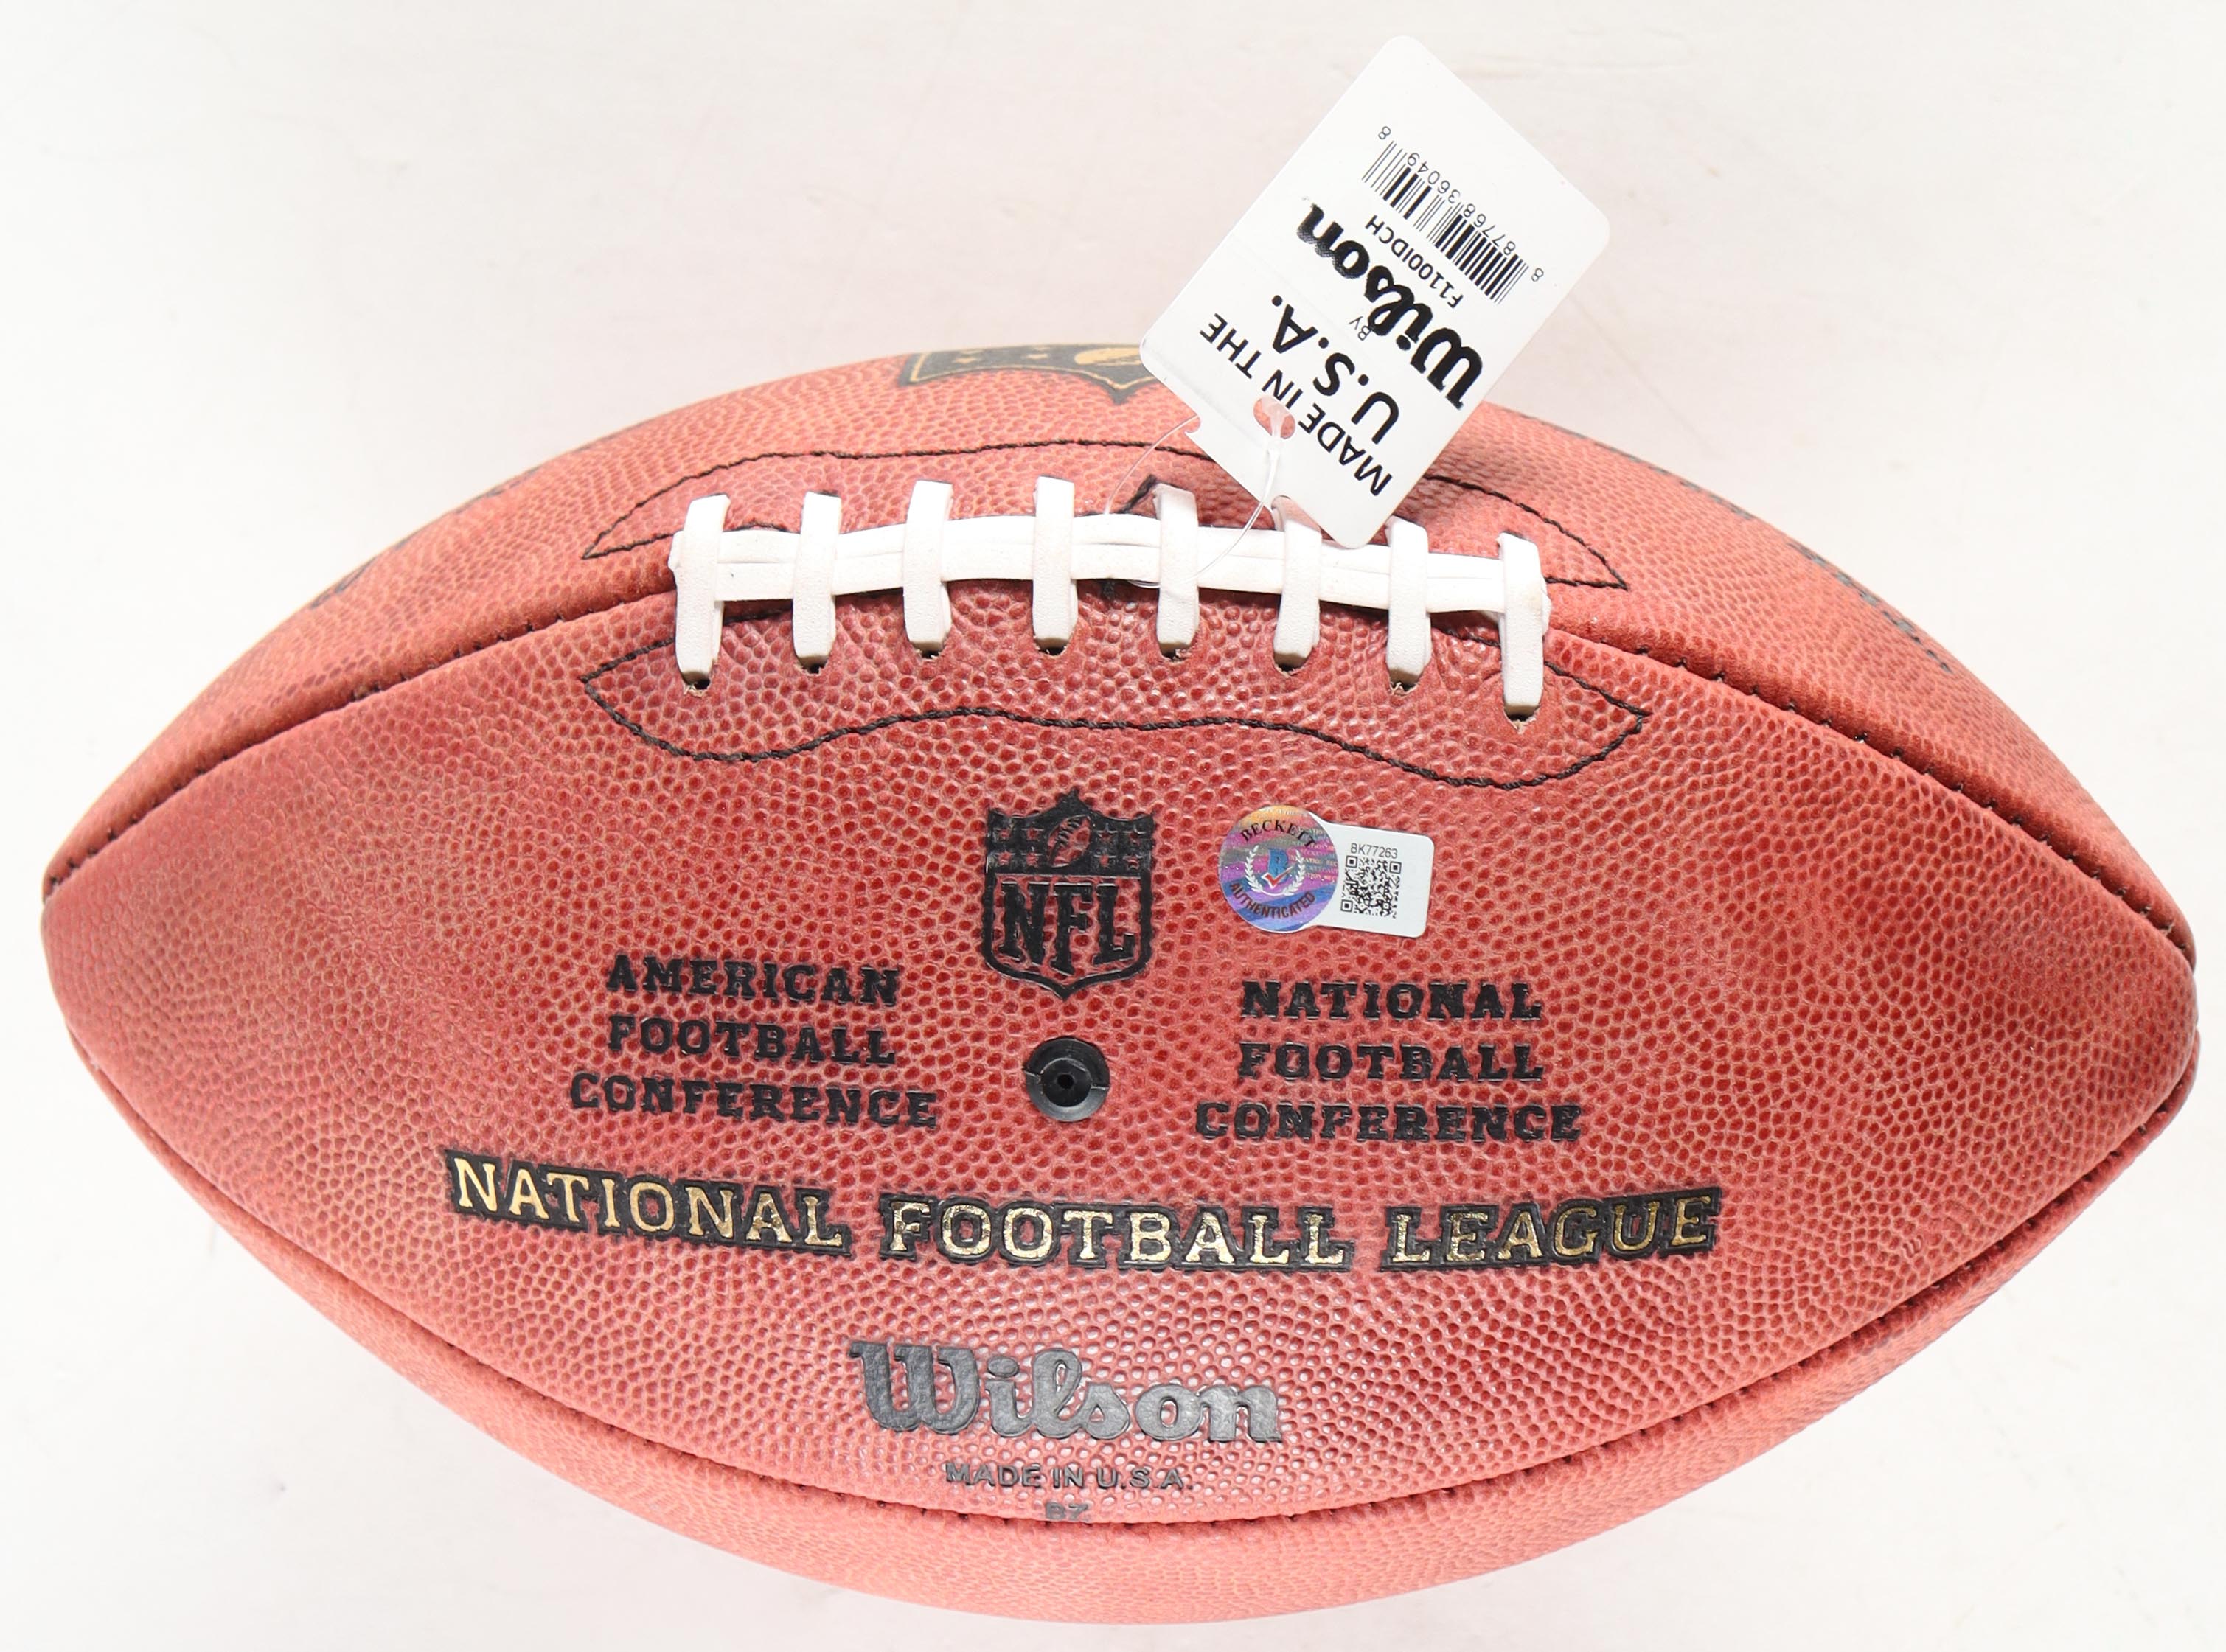 MADE IN THE
U.S.A.
BY
Wilson
F1100IDCH
8 87768 36049 8
NFL
BECKETT
AUTHENTICATED
BK77263
AMERICAN
FOOTBALL
CONFERENCE
NATIONAL
FOOTBALL
CONFERENCE
NATIONAL FOOTBALL LEAGUE
Wilson
MADE IN U.S.A.